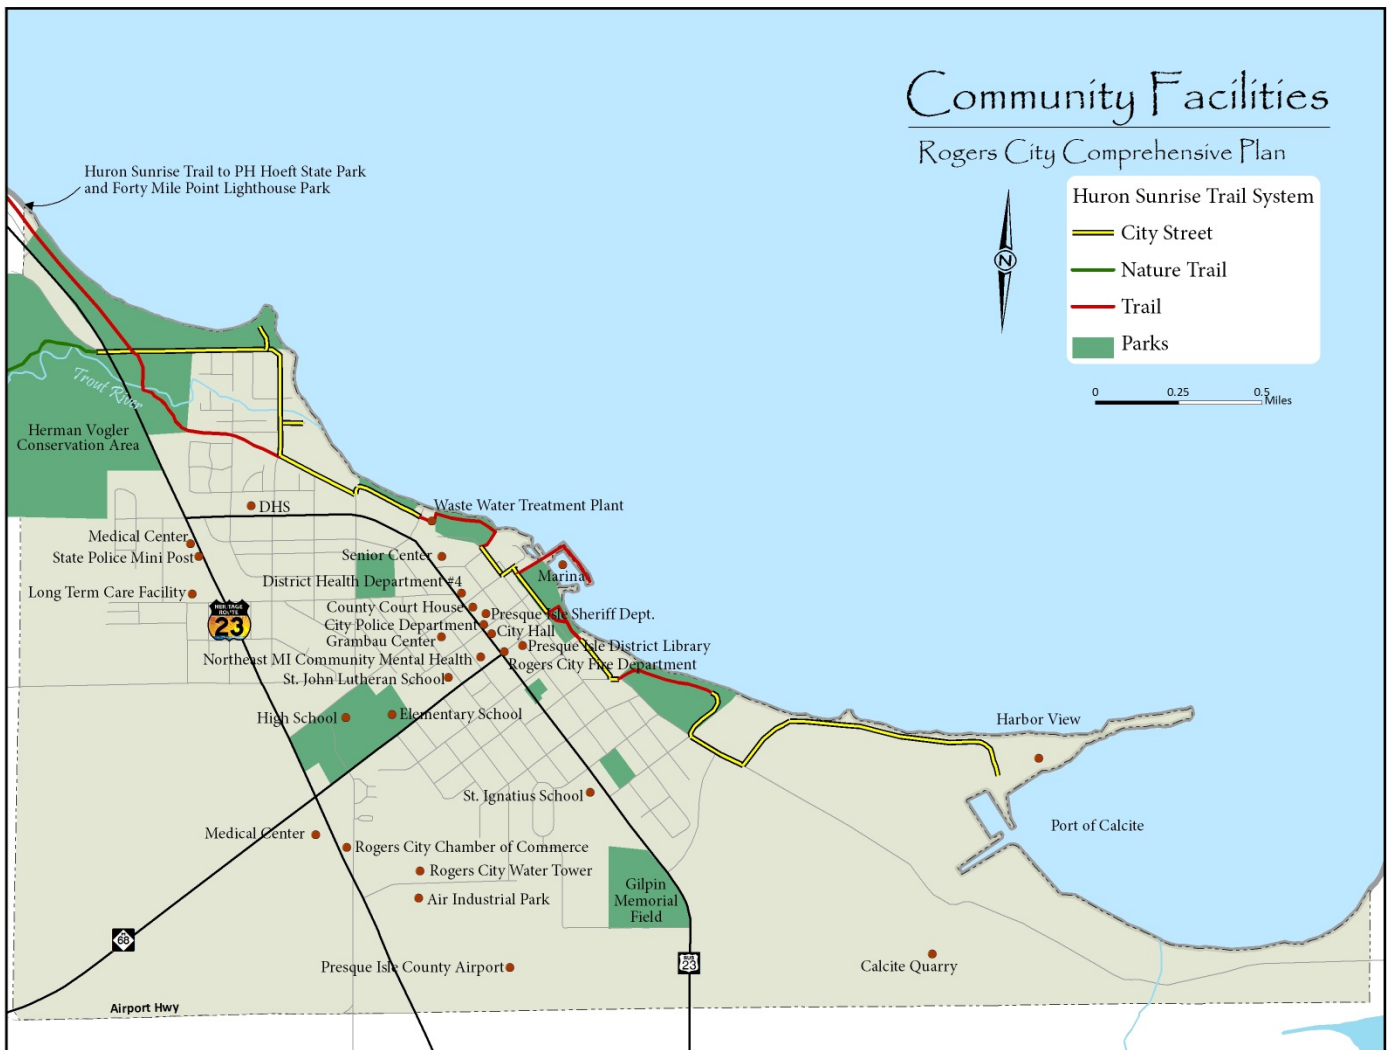 Community Facilities
Rogers City Comprehensive Plan
Huron Sunrise Trail to PH Hoeft State Park
and Forty Mile Point Lighthouse Park
Huron Sunrise Trail System
City Street
Nature Trail
Trail
Parks
N
0 0.25 0.5
Miles
Trout River
Herman Vogler
Conservation Area
DHS
Waste Water Treatment Plant
Medical Center
State Police Mini Post
Senior Center
Marina
Long Term Care Facility
District Health Department #4
HERITAGE
ROUTE
23
County Court House
Presque Isle Sheriff Dept.
City Police Department
City Hall
Grambau Center
Presque Isle District Library
Northeast MI Community Mental Health
Rogers City Fire Department
St. John Lutheran School
High School
Elementary School
Harbor View
St. Ignatius School
Port of Calcite
Medical Center
Rogers City Chamber of Commerce
Rogers City Water Tower
Air Industrial Park
Gilpin
Memorial
Field
M
68
BUS
23
Presque Isle County Airport
Calcite Quarry
Airport Hwy